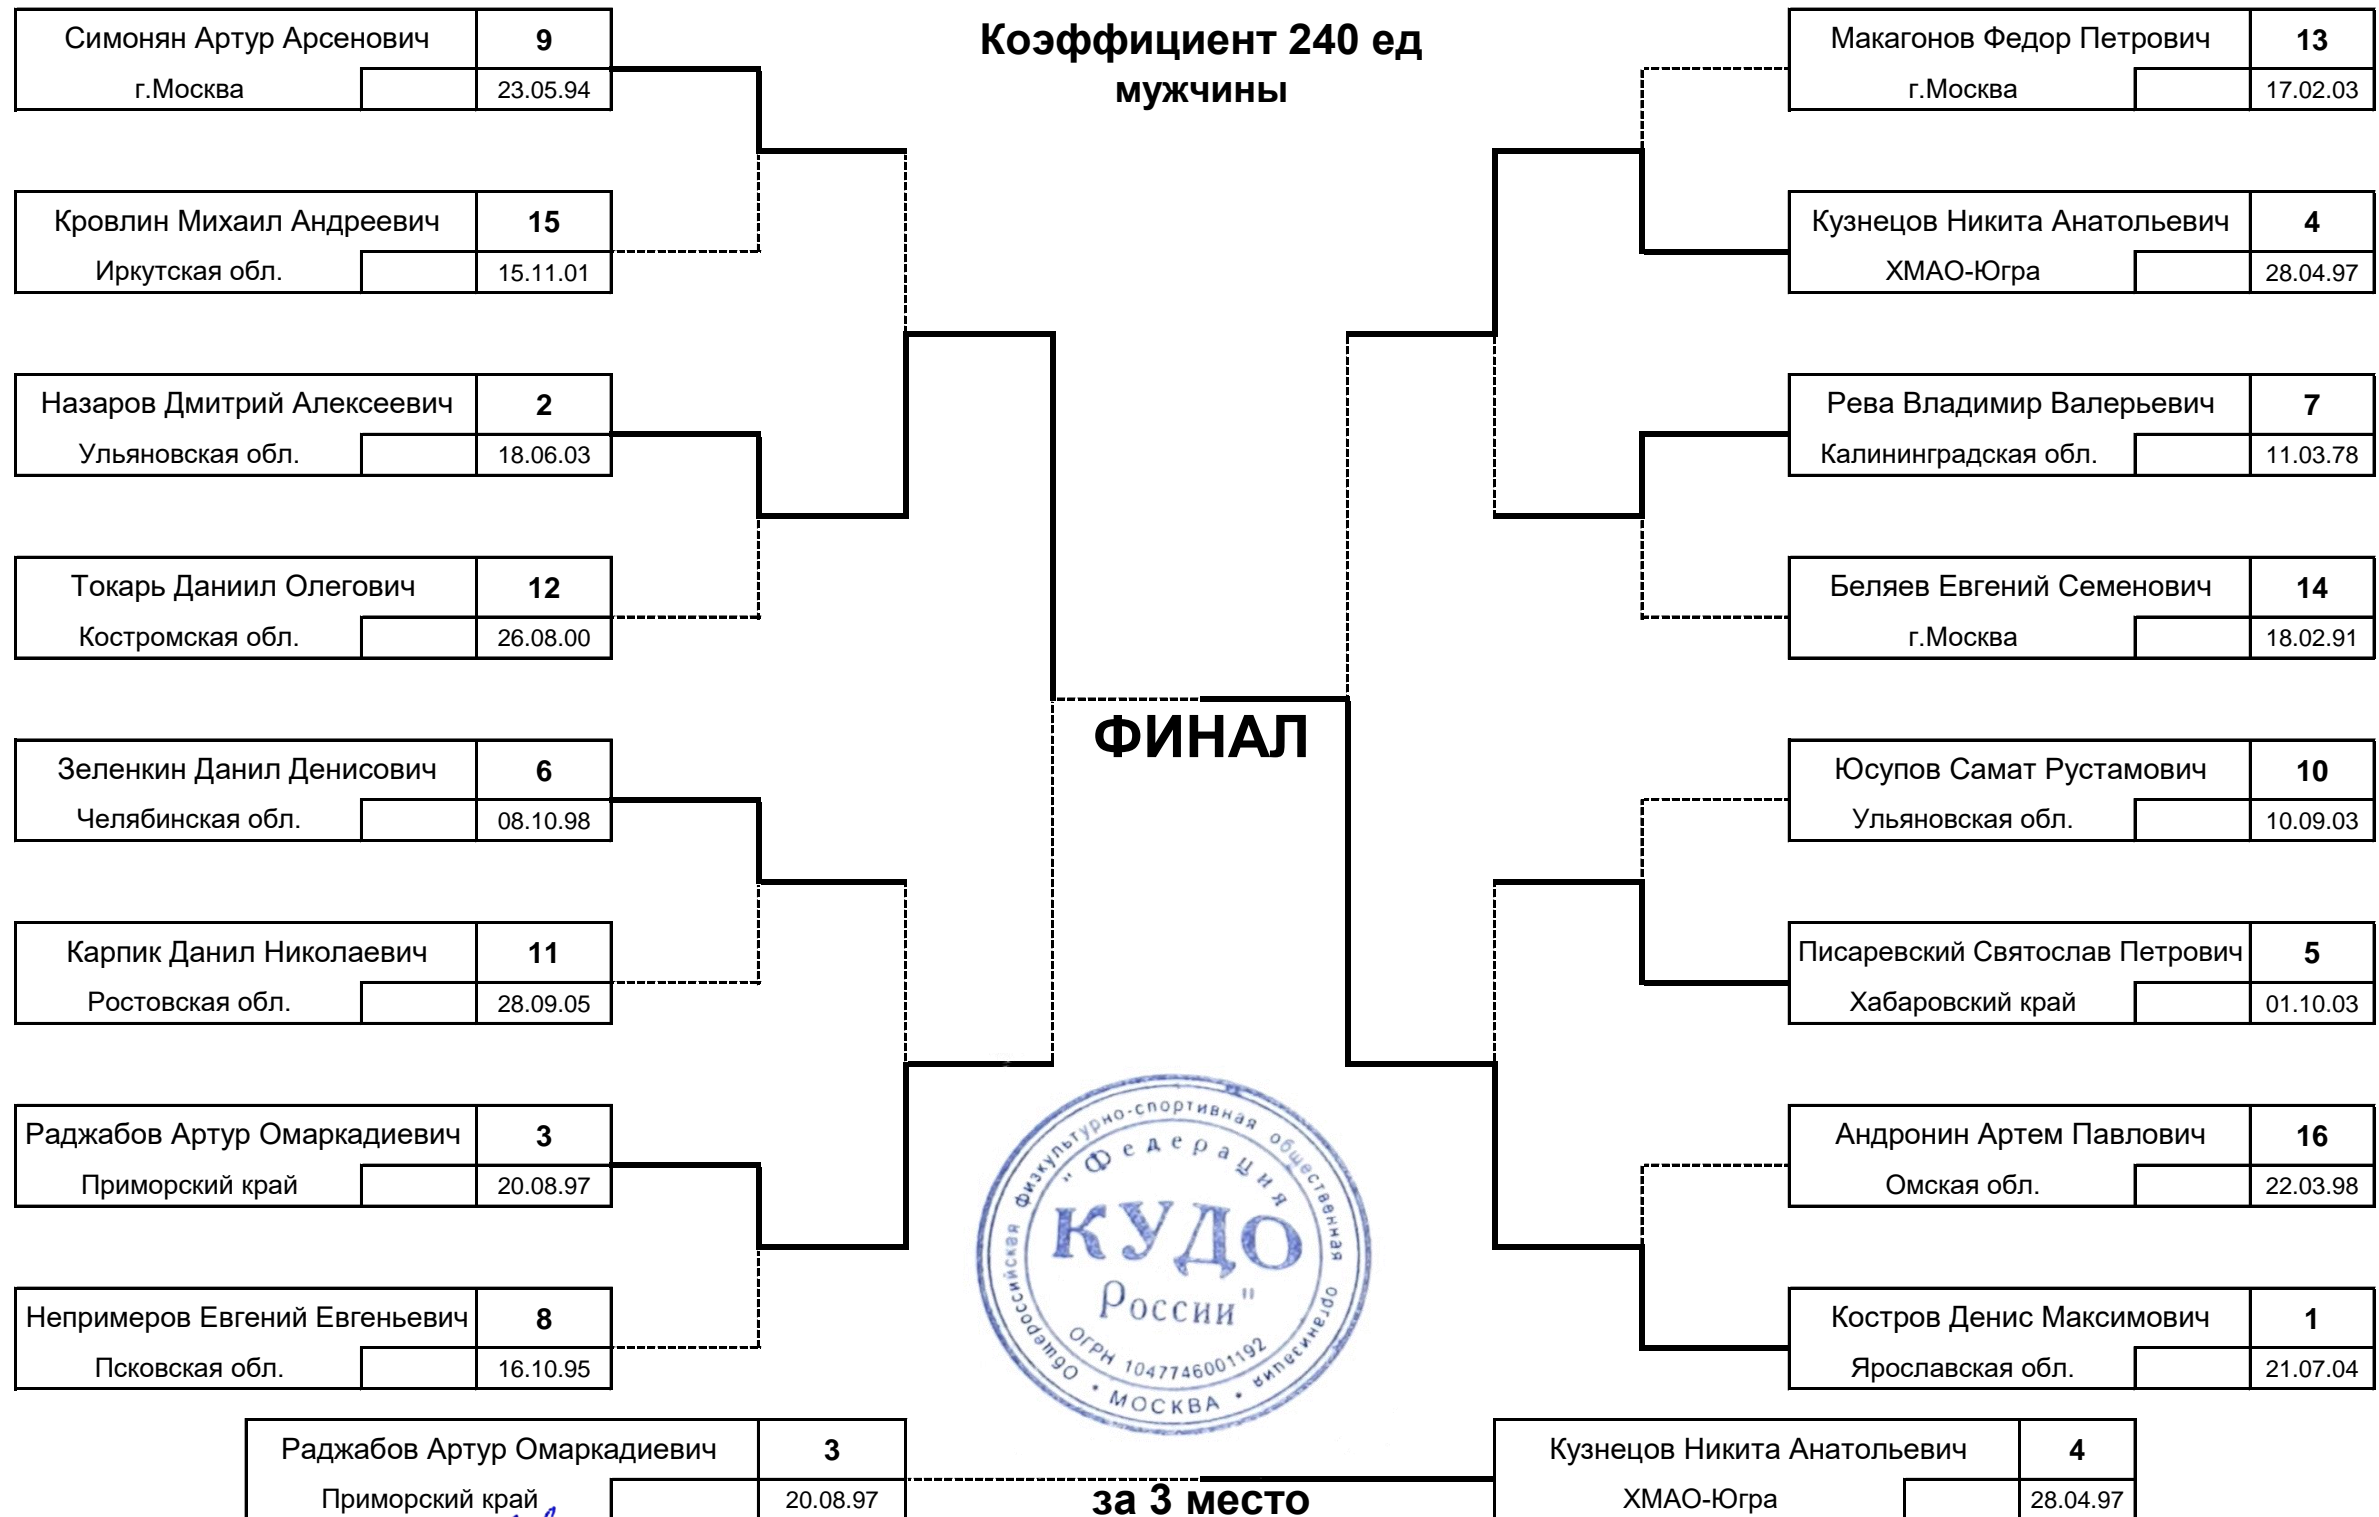 Коэффициент 240 ед
мужчины
Симонян Артур Арсенович 9
г.Москва 23.05.94
Кровлин Михаил Андреевич 15
Иркутская обл. 15.11.01
Назаров Дмитрий Алексеевич 2
Ульяновская обл. 18.06.03
Токарь Даниил Олегович 12
Костромская обл. 26.08.00
Зеленкин Данил Денисович 6
Челябинская обл. 08.10.98
Карпик Данил Николаевич 11
Ростовская обл. 28.09.05
Раджабов Артур Омаркадиевич 3
Приморский край 20.08.97
Непримеров Евгений Евгеньевич 8
Псковская обл. 16.10.95
Макагонов Федор Петрович 13
г.Москва 17.02.03
Кузнецов Никита Анатольевич 4
ХМАО-Югра 28.04.97
Рева Владимир Валерьевич 7
Калининградская обл. 11.03.78
Беляев Евгений Семенович 14
г.Москва 18.02.91
Юсупов Самат Рустамович 10
Ульяновская обл. 10.09.03
Писаревский Святослав Петрович 5
Хабаровский край 01.10.03
Андронин Артем Павлович 16
Омская обл. 22.03.98
Костров Денис Максимович 1
Ярославская обл. 21.07.04
ФИНАЛ
Общероссийская физкультурно-спортивная общественная организация
"Федерация
КУДО
России"
ОГРН 1047746001192
• МОСКВА •
Раджабов Артур Омаркадиевич 3
Приморский край 20.08.97
за 3 место
Кузнецов Никита Анатольевич 4
ХМАО-Югра 28.04.97